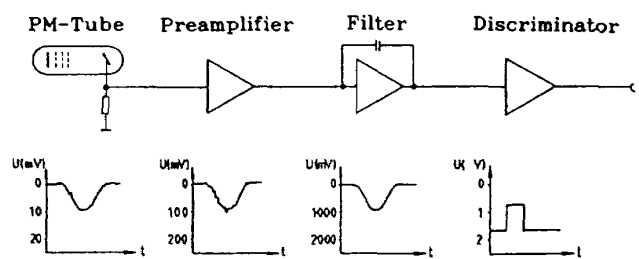 PM-Tube Preamplifier Filter Discriminator
U(mV) U(mV) U(mV) U( V)
0 0 0 0
10 100 1000 1
20 200 2000 2
t t t t